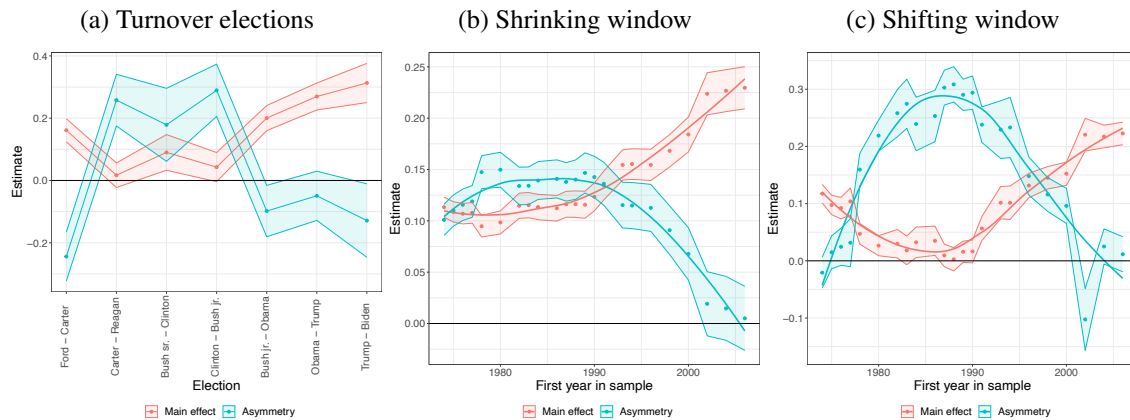 (a) Turnover elections
Estimate
0.4
0.2
0.0
−0.2
Ford − Carter
Carter − Reagan
Bush sr. − Clinton
Clinton − Bush jr.
Bush jr. − Obama
Obama − Trump
Trump − Biden
Election
Main effect Asymmetry
(b) Shrinking window
Estimate
0.25
0.20
0.15
0.10
0.05
0.00
1980 1990 2000
First year in sample
Main effect Asymmetry
(c) Shifting window
Estimate
0.3
0.2
0.1
0.0
−0.1
1980 1990 2000
First year in sample
Main effect Asymmetry